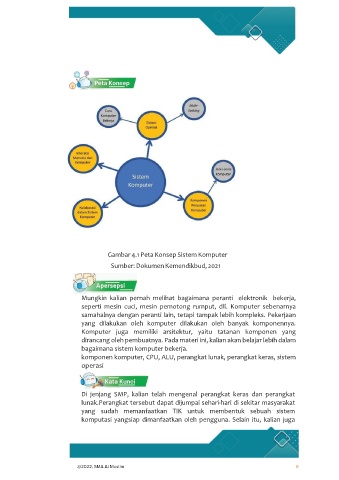 Peta Konsep
Cara
Komputer
Bekerja
Sistem
Operasi
Interaksi
Manusia dan
Komputer
Sistem
Komputer
Jenis-Jenis
Komputer
Komponen
Penyusun
Komputer
Kolaborasi
dalam Sistem
Komputer
Gambar 4.1 Peta Konsep Sistem Komputer
Sumber: Dokumen Kemendikbud, 2021
Apersepsi
Mungkin kalian pernah melihat bagaimana peranti elektronik bekerja,
seperti mesin cuci, mesin pemotong rumput, dll. Komputer sebenarnya
samahalnya dengan peranti lain, tetapi tampak lebih kompleks. Pekerjaan
yang dilakukan oleh komputer dilakukan oleh banyak komponennya.
Komputer juga memiliki arsitektur, yaitu tatanan komponen yang
dirancang oleh pembuatnya. Pada materi ini, kalian akan belajar lebih dalam
bagaimana sistem komputer bekerja.
komponen komputer, CPU, ALU, perangkat lunak, perangkat keras, sistem
operasi
Kata Kunci
Di jenjang SMP, kalian telah mengenal perangkat keras dan perangkat
lunak.Perangkat tersebut dapat dijumpai sehari-hari di sekitar masyarakat
yang sudah memanfaatkan TIK untuk membentuk sebuah sistem
komputasi yangsiap dimanfaatkan oleh pengguna. Selain itu, kalian juga
@2022, SMA Al Muslim